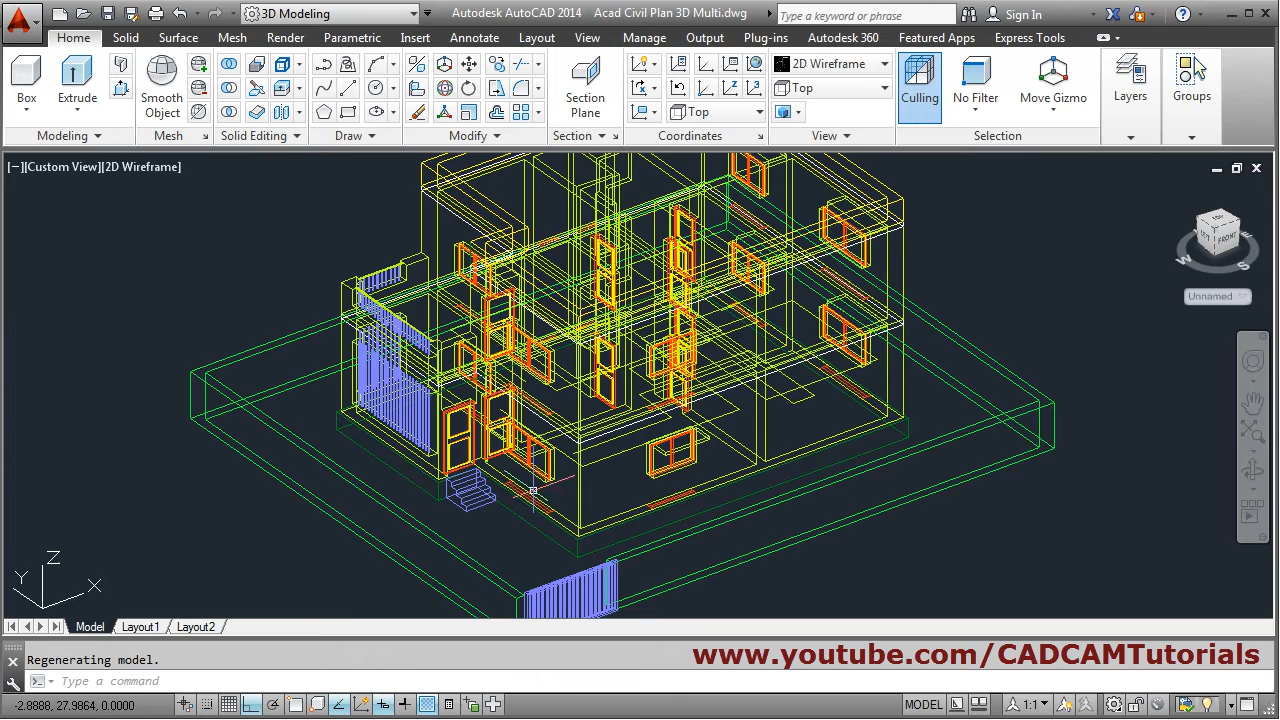 3D Modeling
Autodesk AutoCAD 2014 Acad Civil Plan 3D Multi.dwg
Type a keyword or phrase
Sign In
Home Solid Surface Mesh Render Parametric Insert Annotate Layout View Manage Output Plug-ins Autodesk 360 Featured Apps Express Tools
2D Wireframe
Top
Top
Box
Extrude
Smooth
Object
Section
Plane
Culling
No Filter
Move Gizmo
Layers
Groups
Modeling Mesh Solid Editing Draw Modify Section Coordinates View Selection
[−][Custom View][2D Wireframe]
TOP
FRONT
W
S
Unnamed
Z
Y
X
Model Layout1 Layout2
Regenerating model.
www.youtube.com/CADCAMTutorials
Type a command
-2.8888, 27.9864, 0.0000
MODEL
1:1